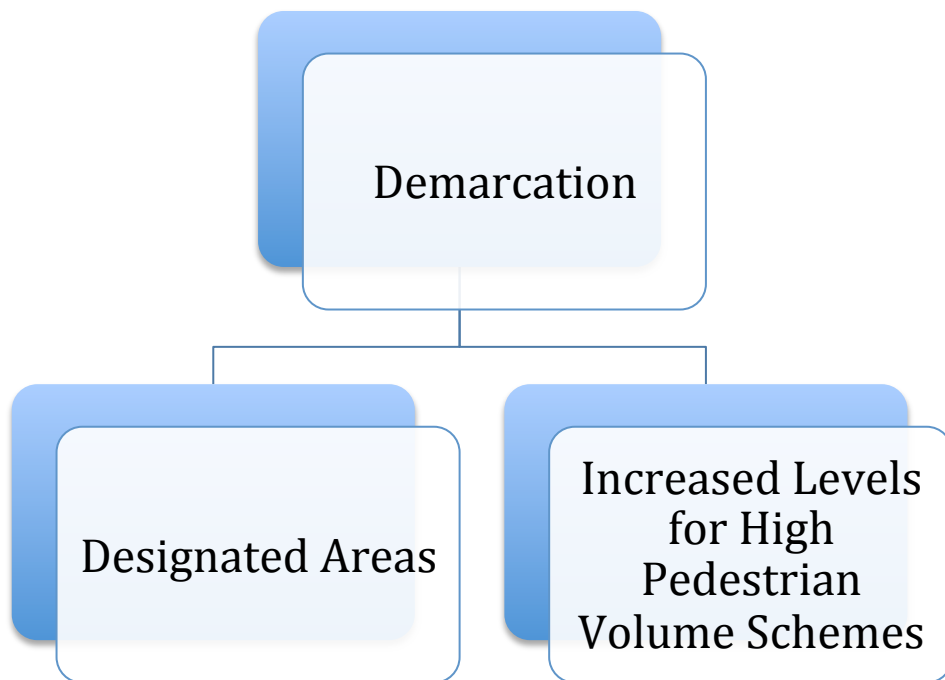 Demarcation
Designated Areas
Increased Levels
for High
Pedestrian
Volume Schemes